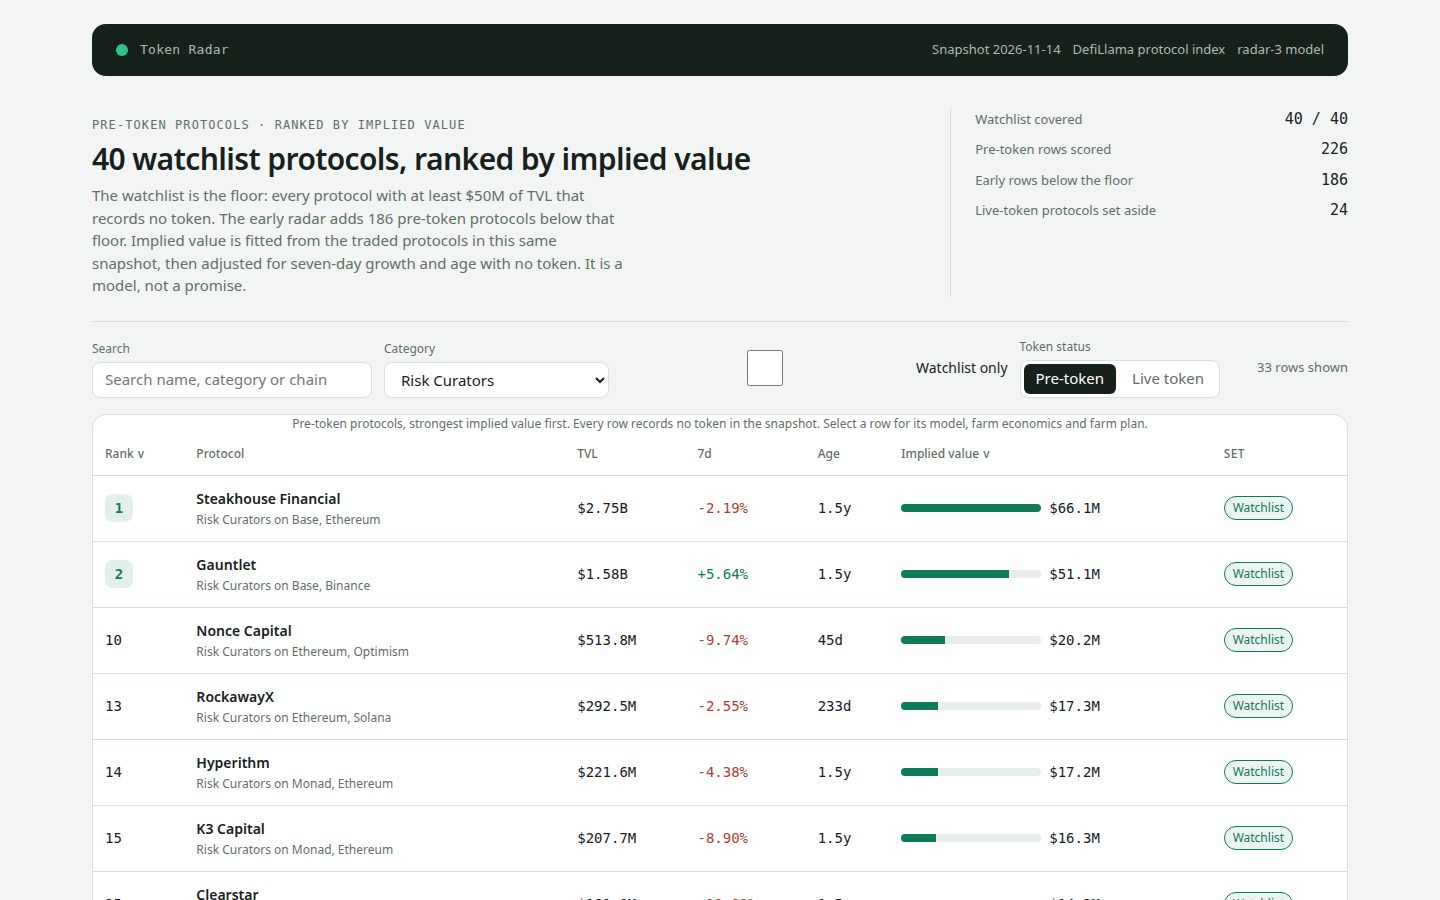 Token Radar
Snapshot 2026-11-14 DefiLlama protocol index radar-3 model
PRE-TOKEN PROTOCOLS · RANKED BY IMPLIED VALUE
40 watchlist protocols, ranked by implied value
The watchlist is the floor: every protocol with at least $50M of TVL that
records no token. The early radar adds 186 pre-token protocols below that
floor. Implied value is fitted from the traded protocols in this same
snapshot, then adjusted for seven-day growth and age with no token. It is a
model, not a promise.
Watchlist covered 40 / 40
Pre-token rows scored 226
Early rows below the floor 186
Live-token protocols set aside 24
Search
Search name, category or chain
Category
Risk Curators
Watchlist only
Token status
Pre-token Live token
33 rows shown
Pre-token protocols, strongest implied value first. Every row records no token in the snapshot. Select a row for its model, farm economics and farm plan.
Rank v Protocol TVL 7d Age Implied value v SET
1 Steakhouse Financial $2.75B -2.19% 1.5y $66.1M Watchlist
Risk Curators on Base, Ethereum
2 Gauntlet $1.58B +5.64% 1.5y $51.1M Watchlist
Risk Curators on Base, Binance
10 Nonce Capital $513.8M -9.74% 45d $20.2M Watchlist
Risk Curators on Ethereum, Optimism
13 RockawayX $292.5M -2.55% 233d $17.3M Watchlist
Risk Curators on Ethereum, Solana
14 Hyperithm $221.6M -4.38% 1.5y $17.2M Watchlist
Risk Curators on Monad, Ethereum
15 K3 Capital $207.7M -8.90% 1.5y $16.3M Watchlist
Risk Curators on Monad, Ethereum
Clearstar